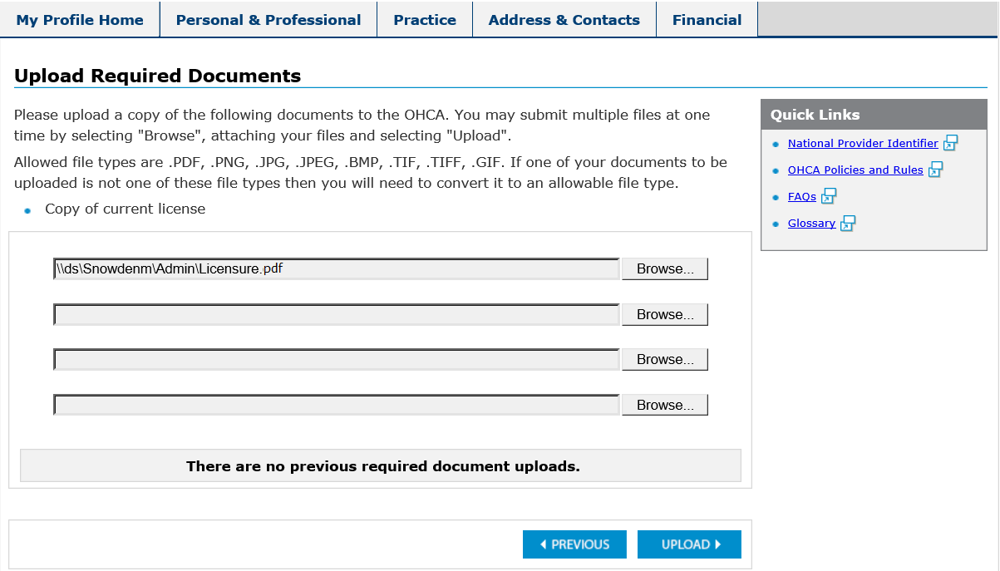 My Profile Home Personal & Professional Practice Address & Contacts Financial
Upload Required Documents
Please upload a copy of the following documents to the OHCA. You may submit multiple files at one
time by selecting "Browse", attaching your files and selecting "Upload".
Allowed file types are .PDF, .PNG, .JPG, .JPEG, .BMP, .TIF, .TIFF, .GIF. If one of your documents to be
uploaded is not one of these file types then you will need to convert it to an allowable file type.
Copy of current license
\\ds\Snowdenm\Admin\Licensure.pdf Browse...
Browse...
Browse...
Browse...
There are no previous required document uploads.
PREVIOUS UPLOAD
Quick Links
National Provider Identifier
OHCA Policies and Rules
FAQs
Glossary